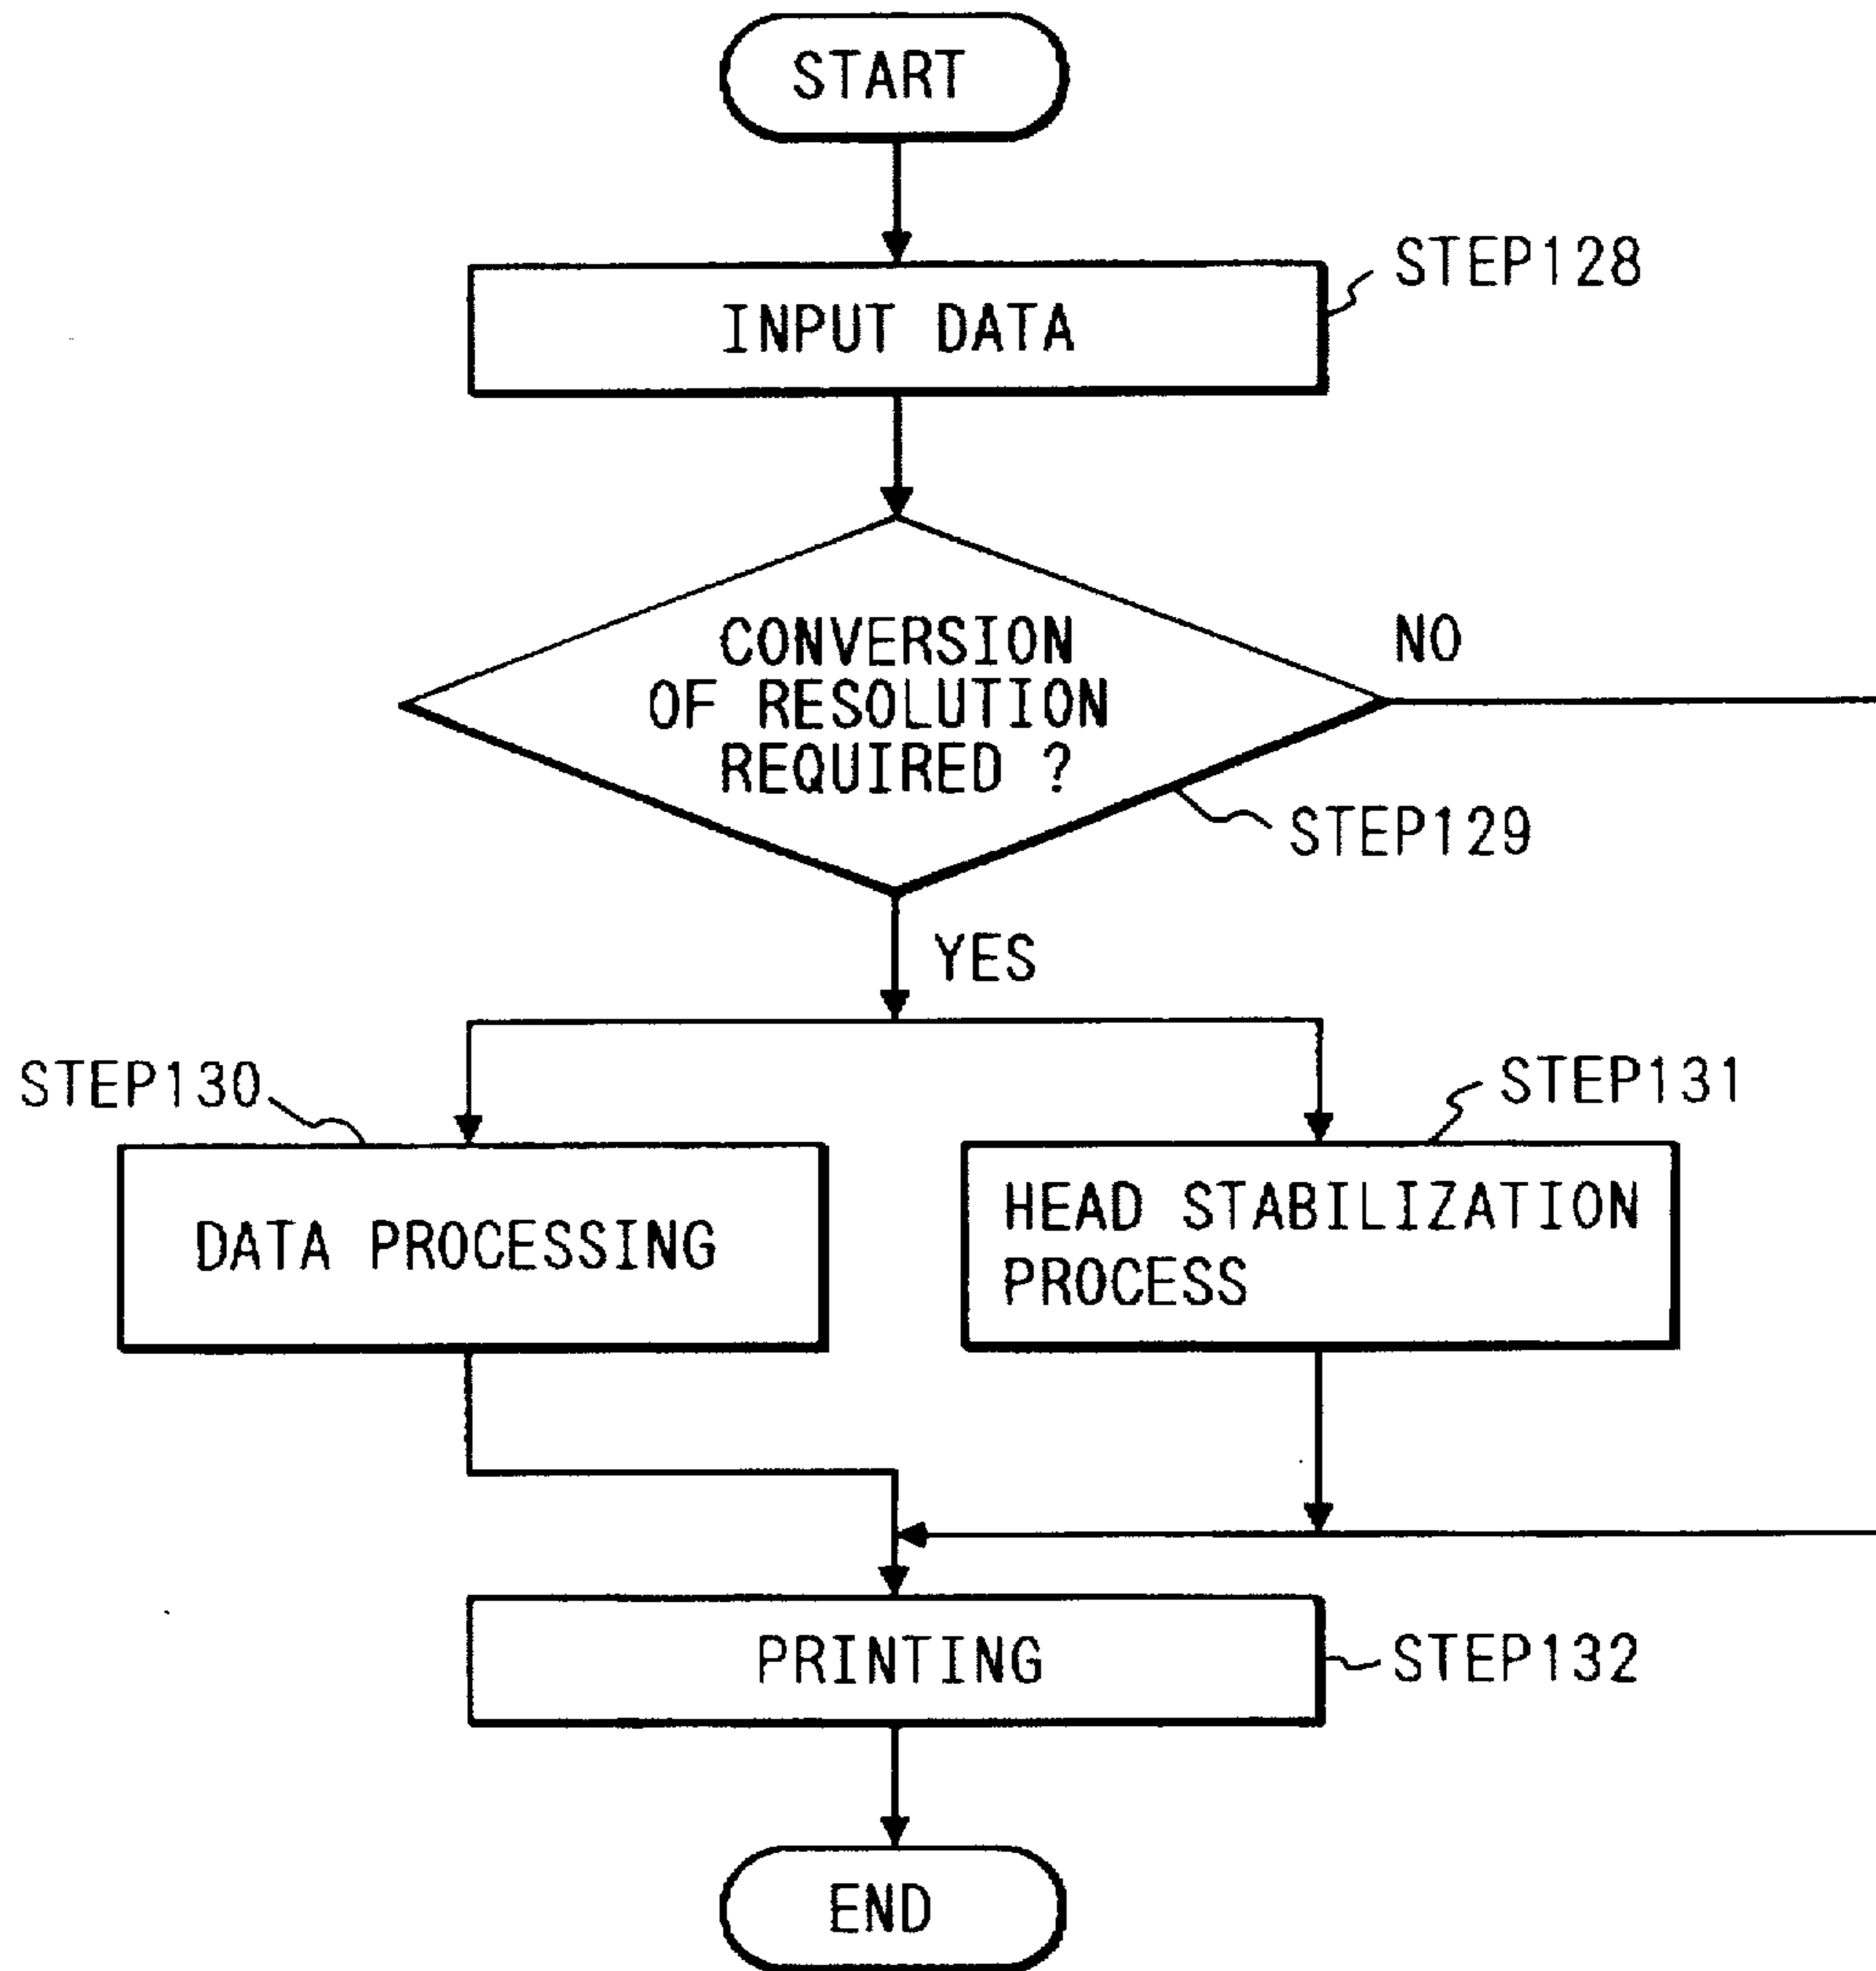 START
STEP128
INPUT DATA
CONVERSION
OF RESOLUTION
REQUIRED ?
NO
STEP129
YES
STEP130
STEP131
DATA PROCESSING
HEAD STABILIZATION
PROCESS
PRINTING
STEP132
END